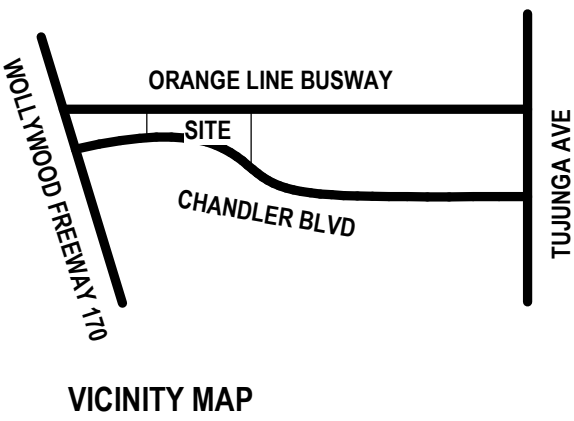 ORANGE LINE BUSWAY
WOLLYWOOD FREEWAY 170
SITE
CHANDLER BLVD
TUJUNGA AVE
VICINITY MAP